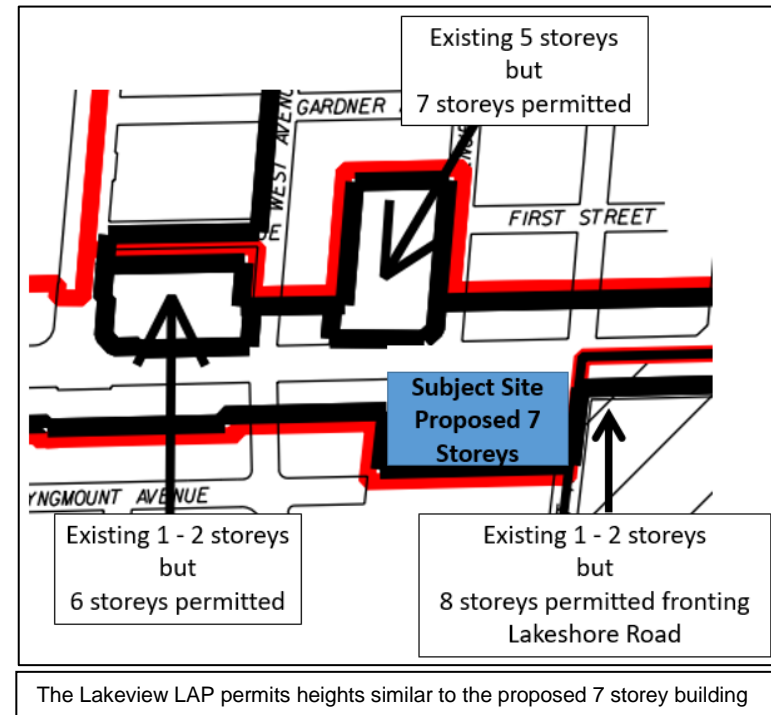 Existing 5 storeys
but
7 storeys permitted
GARDNER
WEST AVENUE
FIRST STREET
Subject Site
Proposed 7
Storeys
YNGMOUNT AVENUE
Existing 1 - 2 storeys
but
6 storeys permitted
Existing 1 - 2 storeys
but
8 storeys permitted fronting
Lakeshore Road
The Lakeview LAP permits heights similar to the proposed 7 storey building